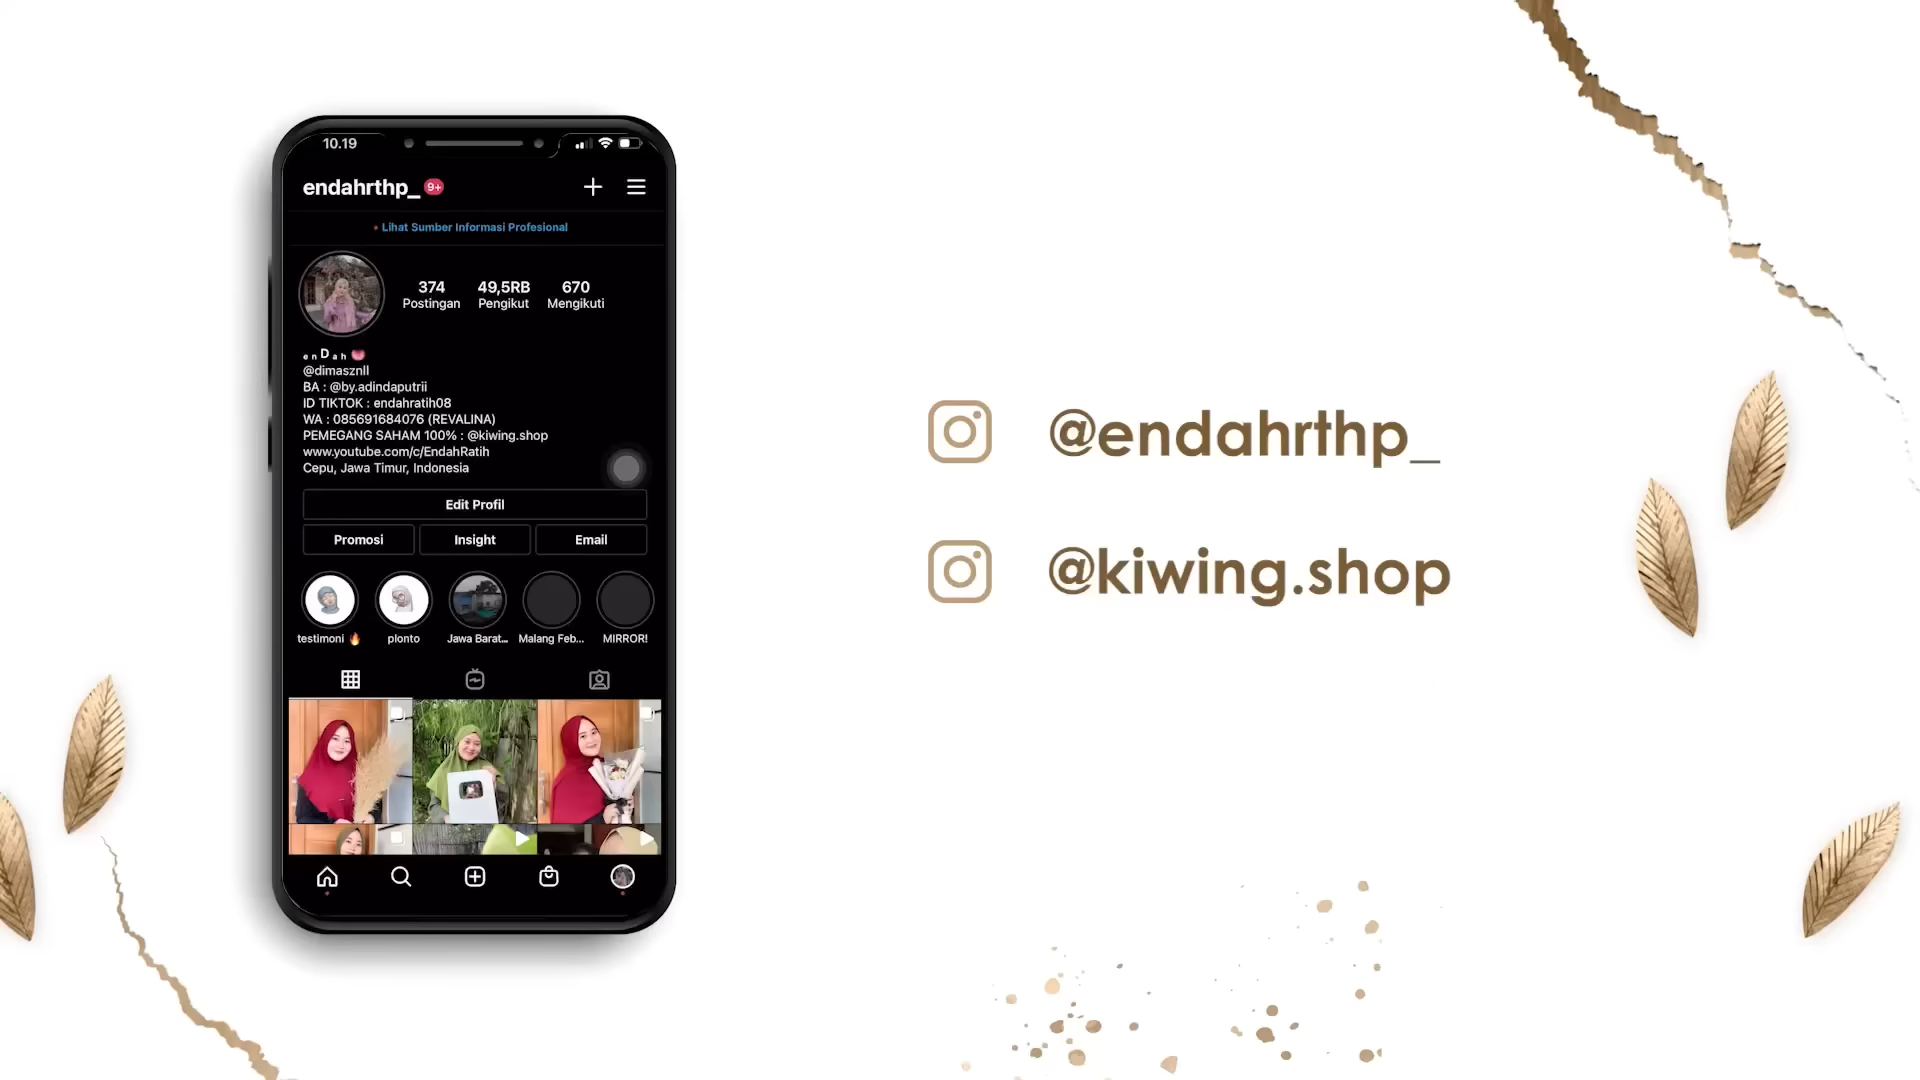 10.19
endahrthp_ 9+
Lihat Sumber Informasi Profesional
374 49,5RB 670
Postingan Pengikut Mengikuti
enDah
@dimasznll
BA : @by.adindaputrii
ID TIKTOK : endahratih08
WA : 085691684076 (REVALINA)
PEMEGANG SAHAM 100% : @kiwing.shop
www.youtube.com/c/EndahRatih
Cepu, Jawa Timur, Indonesia
Edit Profil
Promosi Insight Email
testimoni 🔥 plonto Jawa Barat... Malang Feb... MIRROR!
@endahrthp_
@kiwing.shop